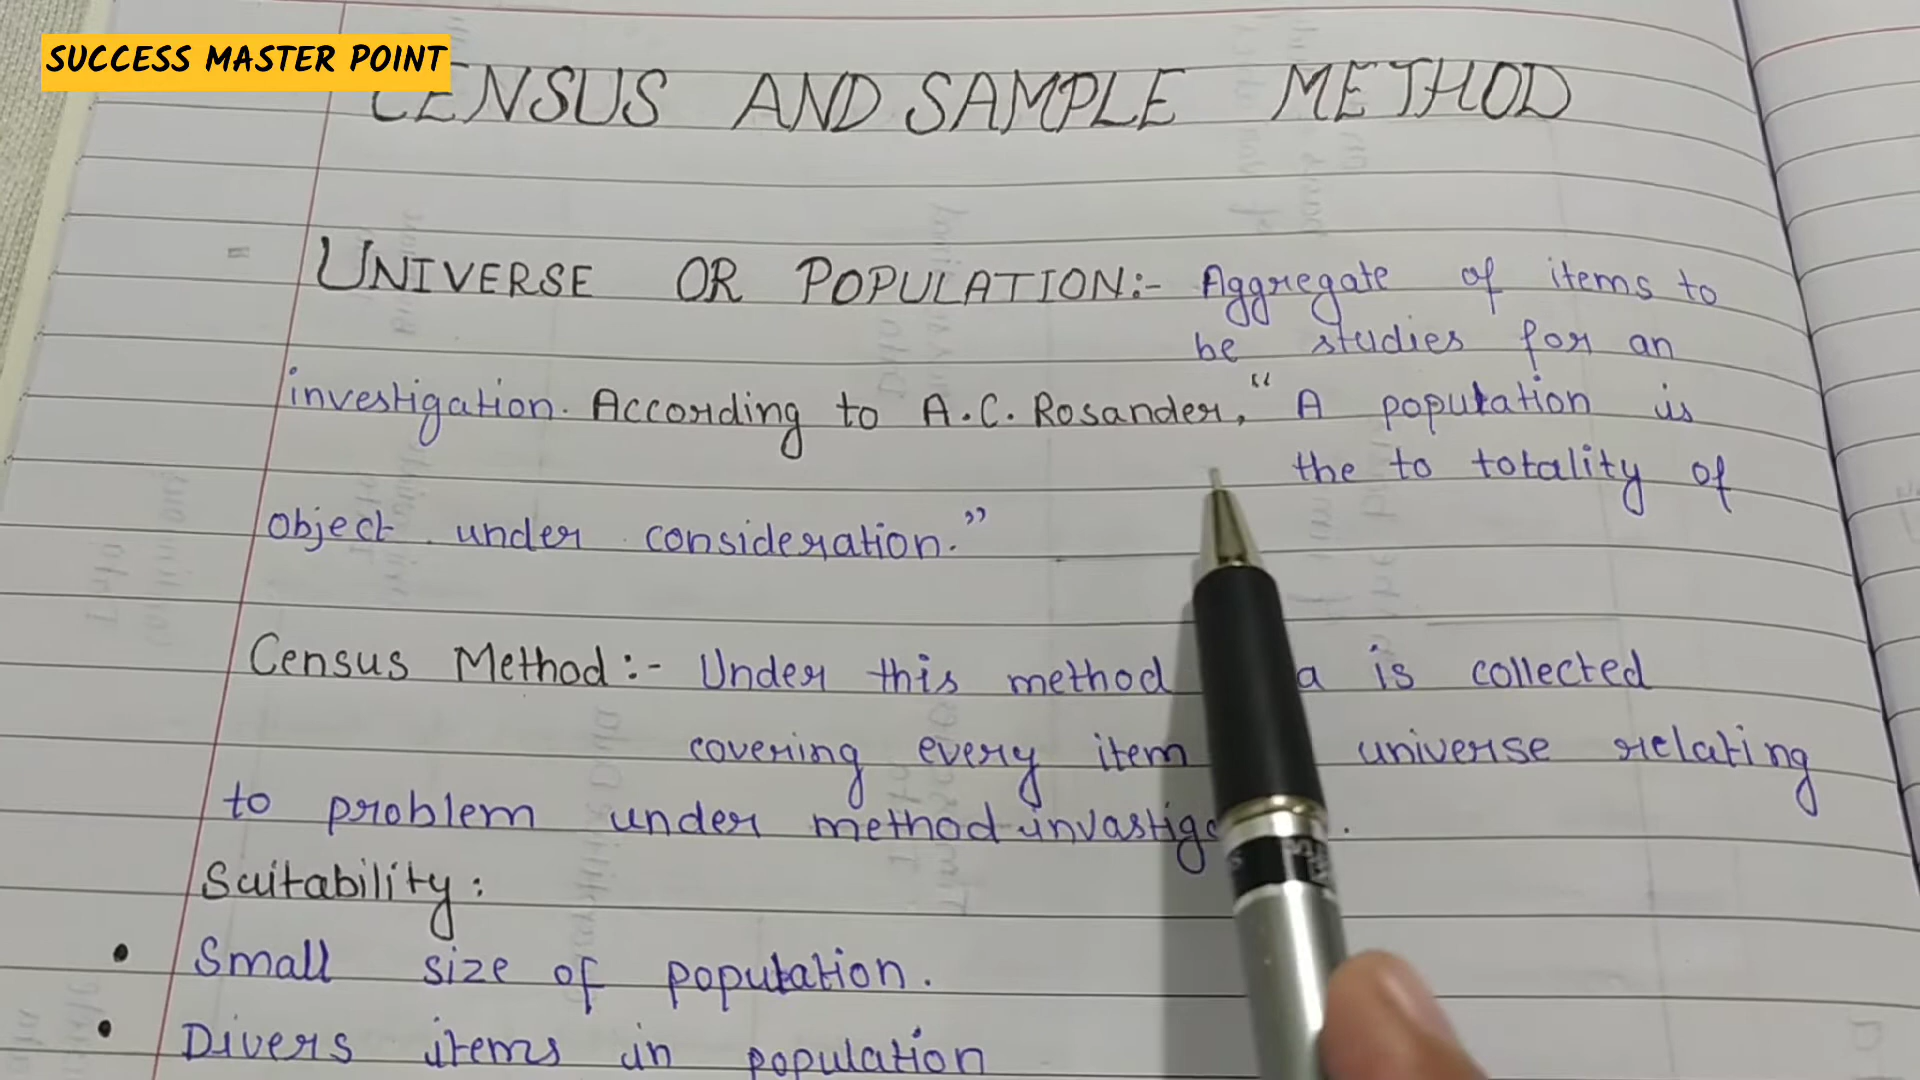 SUCCESS MASTER POINT
CENSUS AND SAMPLE METHOD
UNIVERSE OR POPULATION:- Aggregate of items to
be studies for an
investigation. According to A.C. Rosander, “ A population is
the to totality of
object under consideration.”
Census Method:- Under this method is collected
covering every item universe relating
to problem under method
Suitability:
• Small size of population.
• Divers items in population